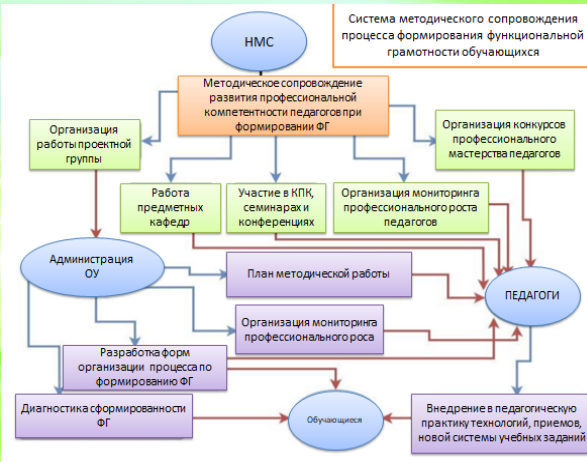 Система методического сопровождения
процесса формирования функциональной
грамотности обучающихся
НМС
Методическое сопровождение
развития профессиональной
компетентности педагогов при
формировании ФГ
Организация
работы проектной
группы
Организация конкурсов
профессионального
мастерства педагогов
Работа
предметных
кафедр
Участие в КПК,
семинарах и
конференциях
Организация мониторинга
профессионального роста
педагогов
Администрация
ОУ
План методической работы
ПЕДАГОГИ
Организация мониторинга
профессионального роса
Разработка форм
организации процесса по
формированию ФГ
Диагностика сформированности
ФГ
Обучающиеся
Внедрение в педагогическую
практику технологий, приемов,
новой системы учебных заданий